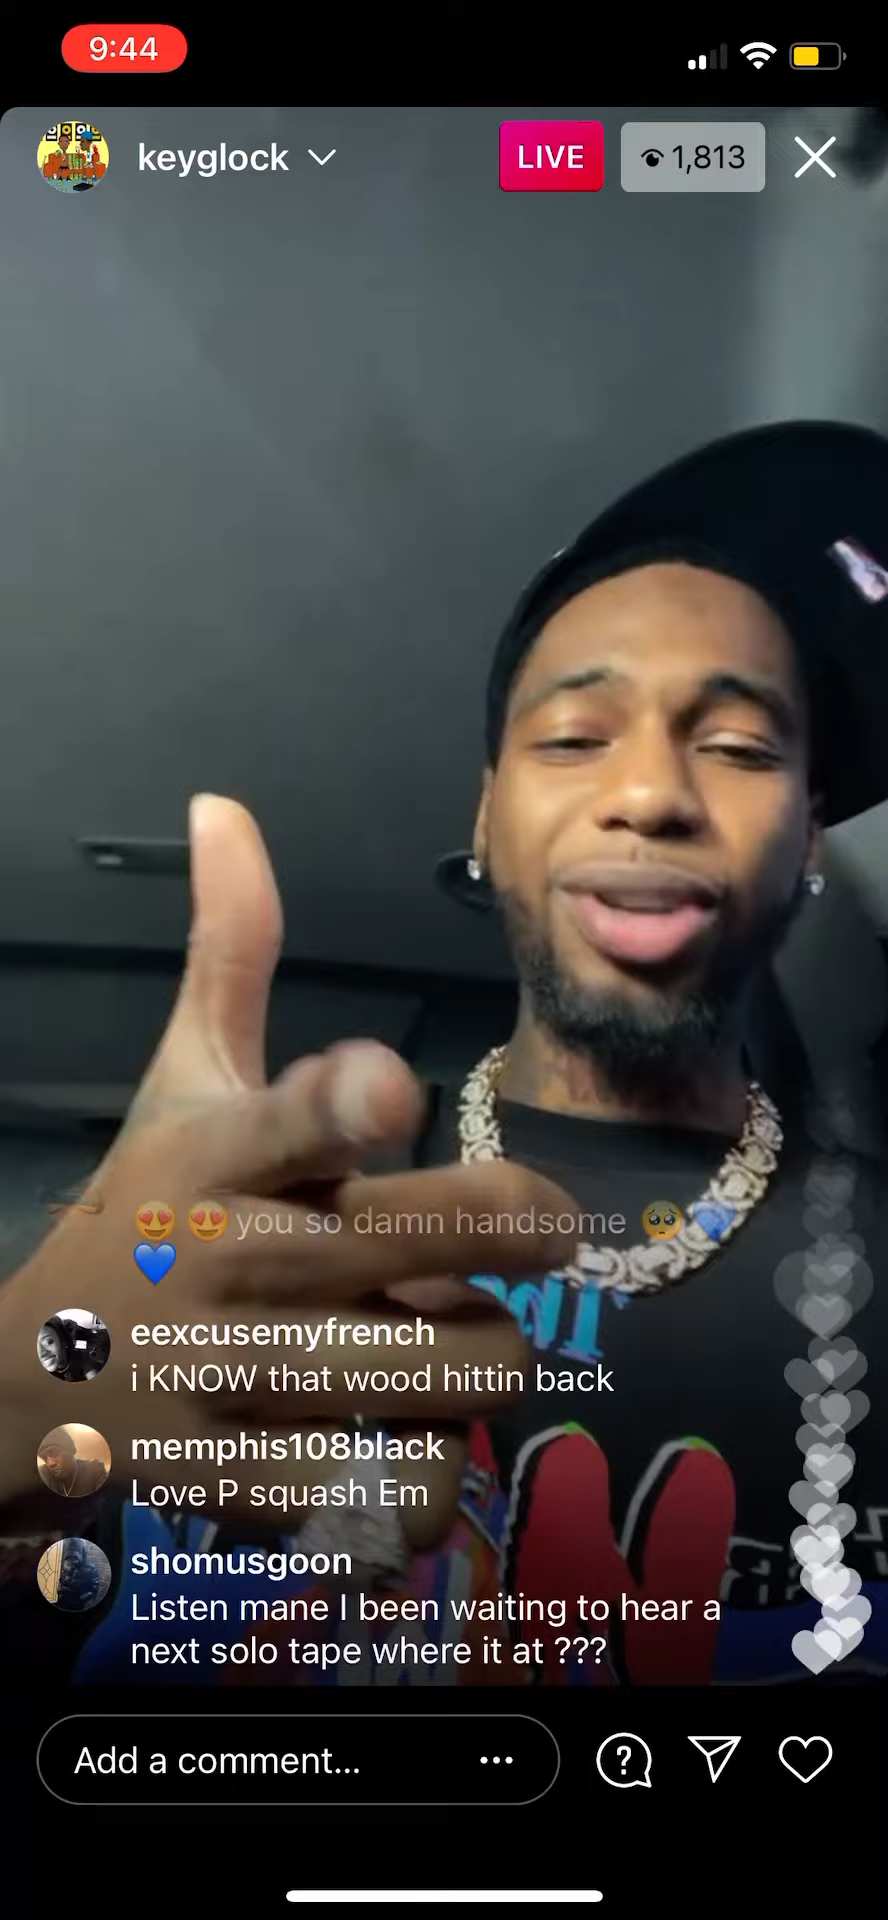 9:44
keyglock
LIVE
1,813
😍 😍 you so damn handsome 🥺 💙
💙
eexcusemyfrench
i KNOW that wood hittin back
memphis108black
Love P squash Em
shomusgoon
Listen mane I been waiting to hear a
next solo tape where it at ???
Add a comment...